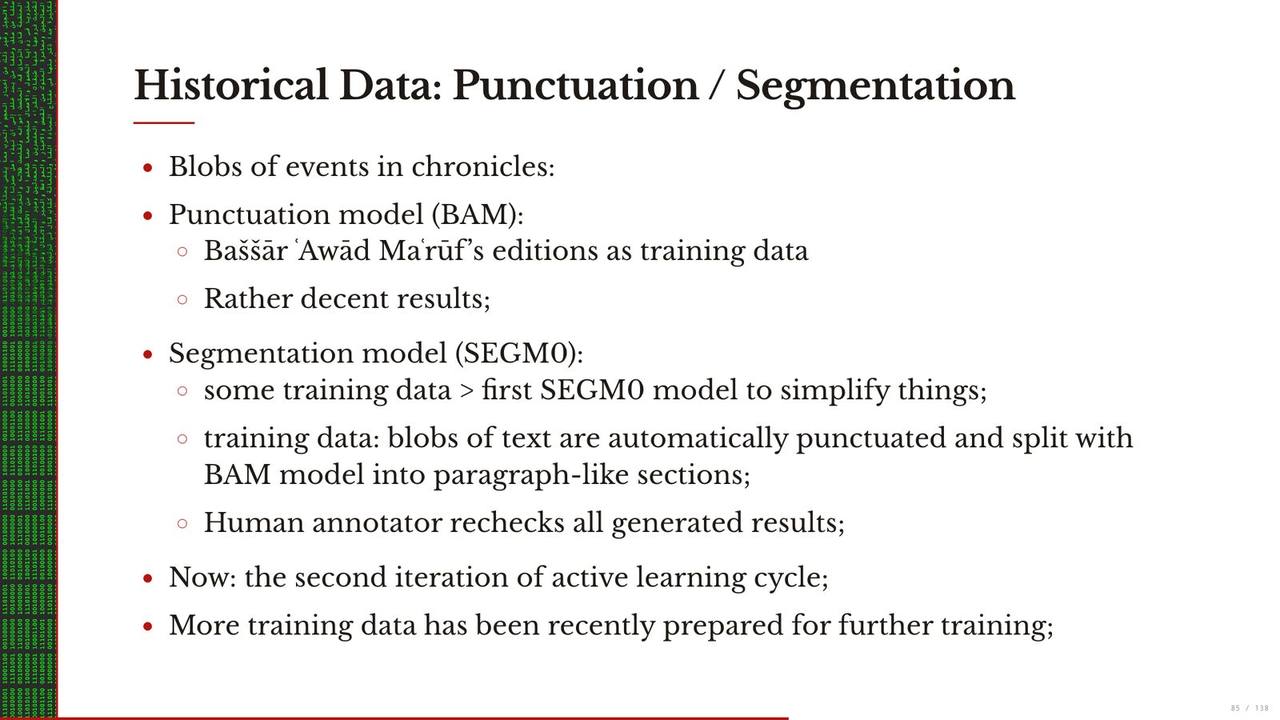 Historical Data: Punctuation / Segmentation
• Blobs of events in chronicles:
• Punctuation model (BAM):
○ Baššār ʿAwād Maʿrūf’s editions as training data
○ Rather decent results;
• Segmentation model (SEGM0):
○ some training data > first SEGM0 model to simplify things;
○ training data: blobs of text are automatically punctuated and split with
BAM model into paragraph-like sections;
○ Human annotator rechecks all generated results;
• Now: the second iteration of active learning cycle;
• More training data has been recently prepared for further training;
85 / 138